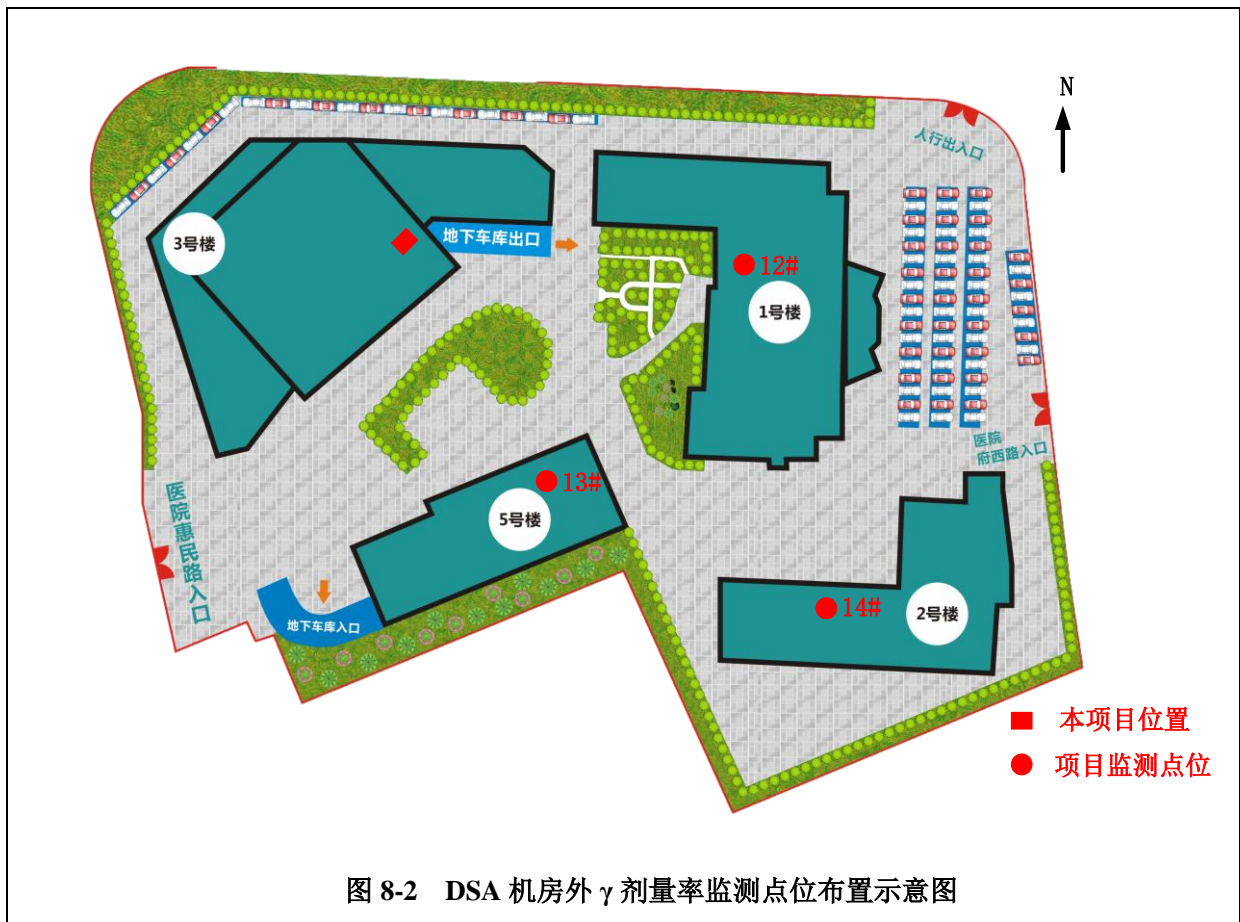 N
人行出入口
3号楼
地下车库出口
12#
1号楼
医院
府西路入口
13#
5号楼
医院惠民路入口
14#
2号楼
地下车库入口
本项目位置
项目监测点位
图 8-2 DSA 机房外 γ 剂量率监测点位布置示意图